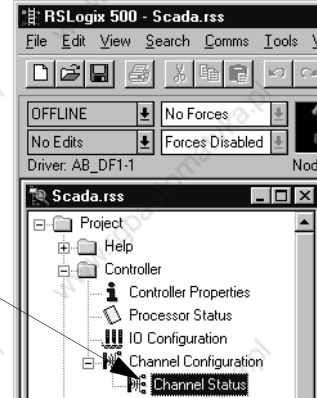 RSLogix 500 - Scada.rss
File Edit View Search Comms Tools
OFFLINE No Forces
No Edits Forces Disabled
Driver: AB_DF1-1
Scada.rss
Project
Help
Controller
Controller Properties
Processor Status
IO Configuration
Channel Configuration
Channel Status